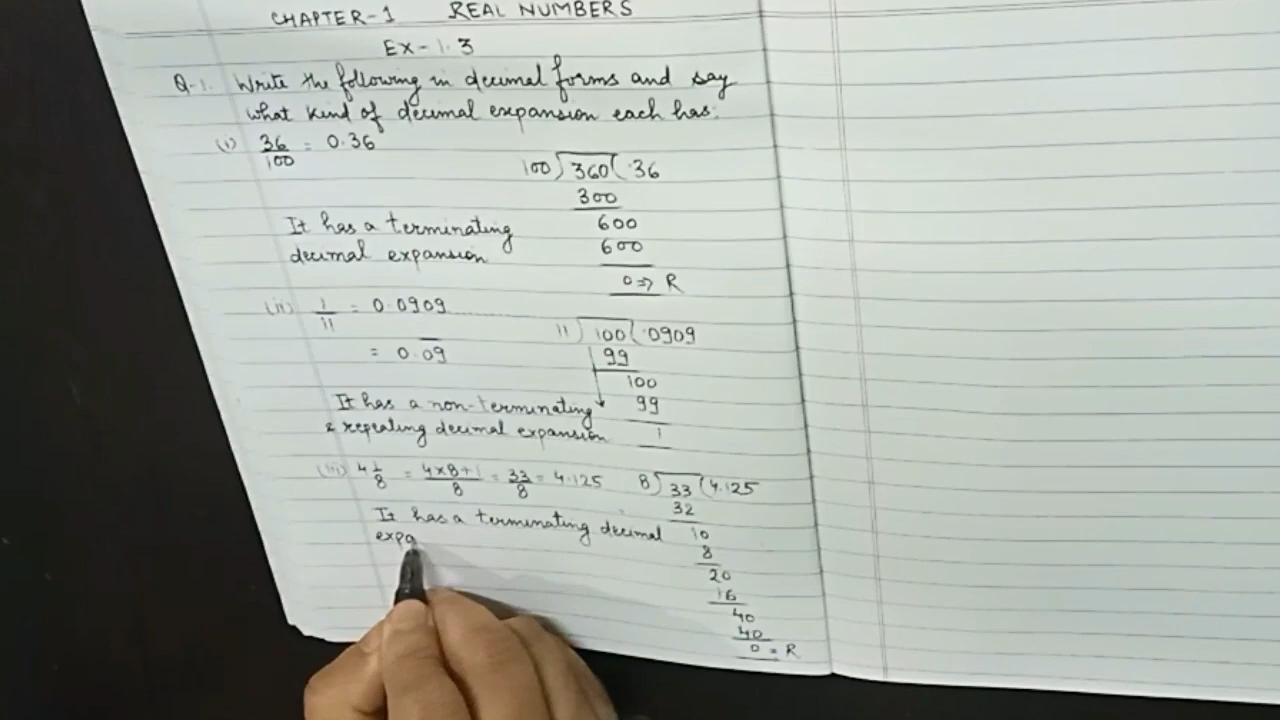 CHAPTER-1 REAL NUMBERS
Ex-1.3
Q-1. Write the following in decimal forms and say
what kind of decimal expansion each has:
(i) 36/100 = 0.36
100)360(.36
300
600
600
0 => R
It has a terminating
decimal expansion
(ii) 1/11 = 0.0909
= 0.0̅9̅
11)100(.0909
99
100
99
1
It has a non-terminating
& repeating decimal expansion
(iii) 4 1/8 = 4x8+1/8 = 33/8 = 4.125
8)33(4.125
32
10
8
20
16
40
40
0 = R
It has a terminating decimal
expa